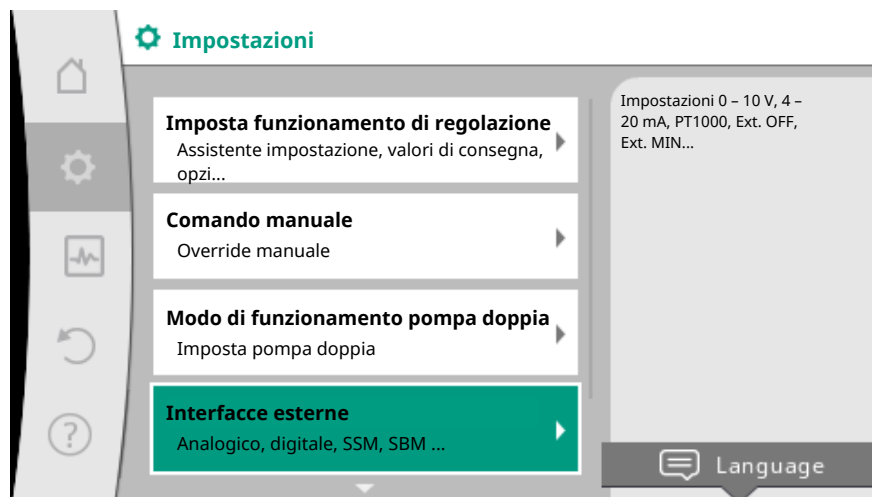 Impostazioni
Imposta funzionamento di regolazione
Assistente impostazione, valori di consegna,
opzi...
Comando manuale
Override manuale
Modo di funzionamento pompa doppia
Imposta pompa doppia
Interfacce esterne
Analogico, digitale, SSM, SBM ...
Impostazioni 0 – 10 V, 4 –
20 mA, PT1000, Ext. OFF,
Ext. MIN...
Language